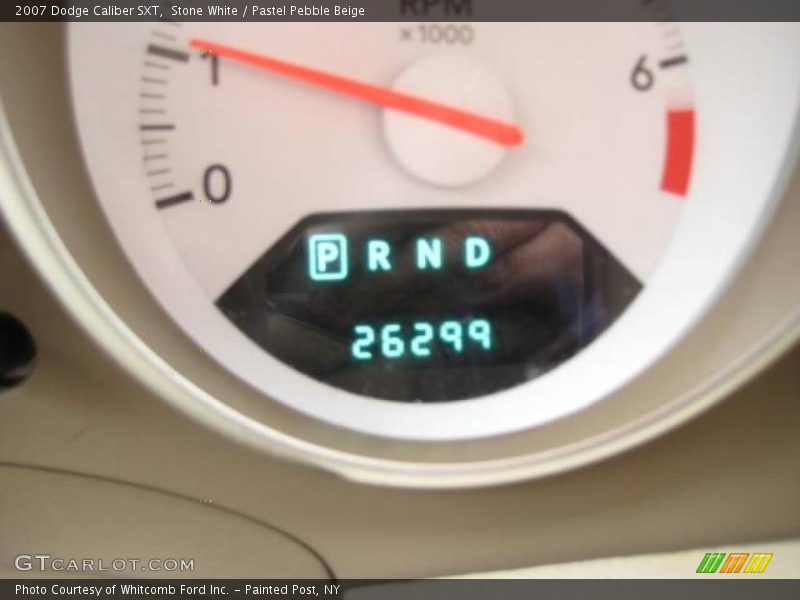 2007 Dodge Caliber SXT, Stone White / Pastel Pebble Beige
RPM
x1000
1
6
0
P R N D
26299
GTCARLOT.COM
Photo Courtesy of Whitcomb Ford Inc. - Painted Post, NY